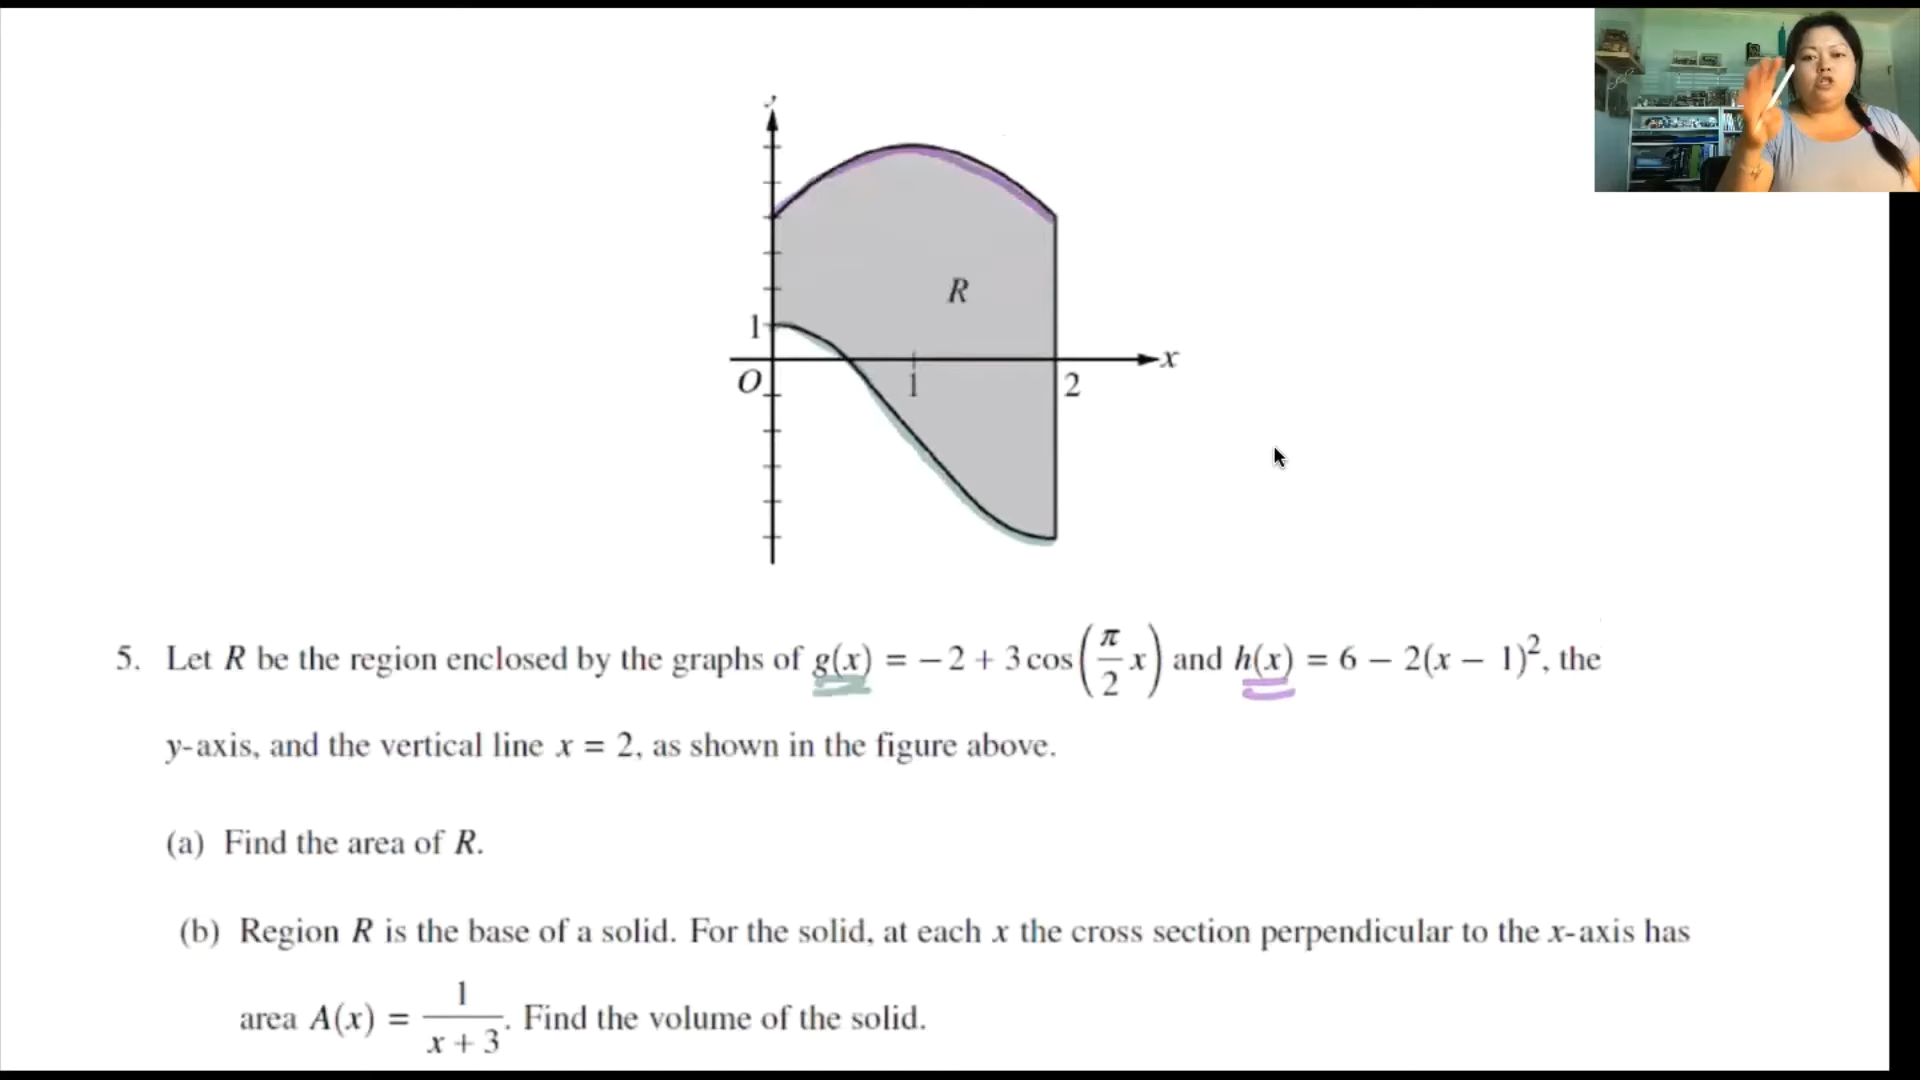 y
R
1
x
O
1
2
5. Let R be the region enclosed by the graphs of g(x) = −2 + 3cos(π/2 x) and h(x) = 6 − 2(x − 1)², the
y-axis, and the vertical line x = 2, as shown in the figure above.
(a) Find the area of R.
(b) Region R is the base of a solid. For the solid, at each x the cross section perpendicular to the x-axis has
area A(x) = 1/(x + 3). Find the volume of the solid.